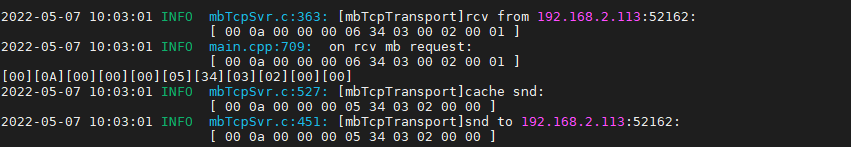 2022-05-07 10:03:01 INFO  mbTcpSvr.c:363: [mbTcpTransport]rcv from 192.168.2.113:52162:
[ 00 0a 00 00 00 06 34 03 00 02 00 01 ]
2022-05-07 10:03:01 INFO  main.cpp:709:  on rcv mb request:
[ 00 0a 00 00 00 06 34 03 00 02 00 01 ]
[00][0A][00][00][00][05][34][03][02][00][00]
2022-05-07 10:03:01 INFO  mbTcpSvr.c:527: [mbTcpTransport]cache snd:
[ 00 0a 00 00 00 05 34 03 02 00 00 ]
2022-05-07 10:03:01 INFO  mbTcpSvr.c:451: [mbTcpTransport]snd to 192.168.2.113:52162:
[ 00 0a 00 00 00 05 34 03 02 00 00 ]